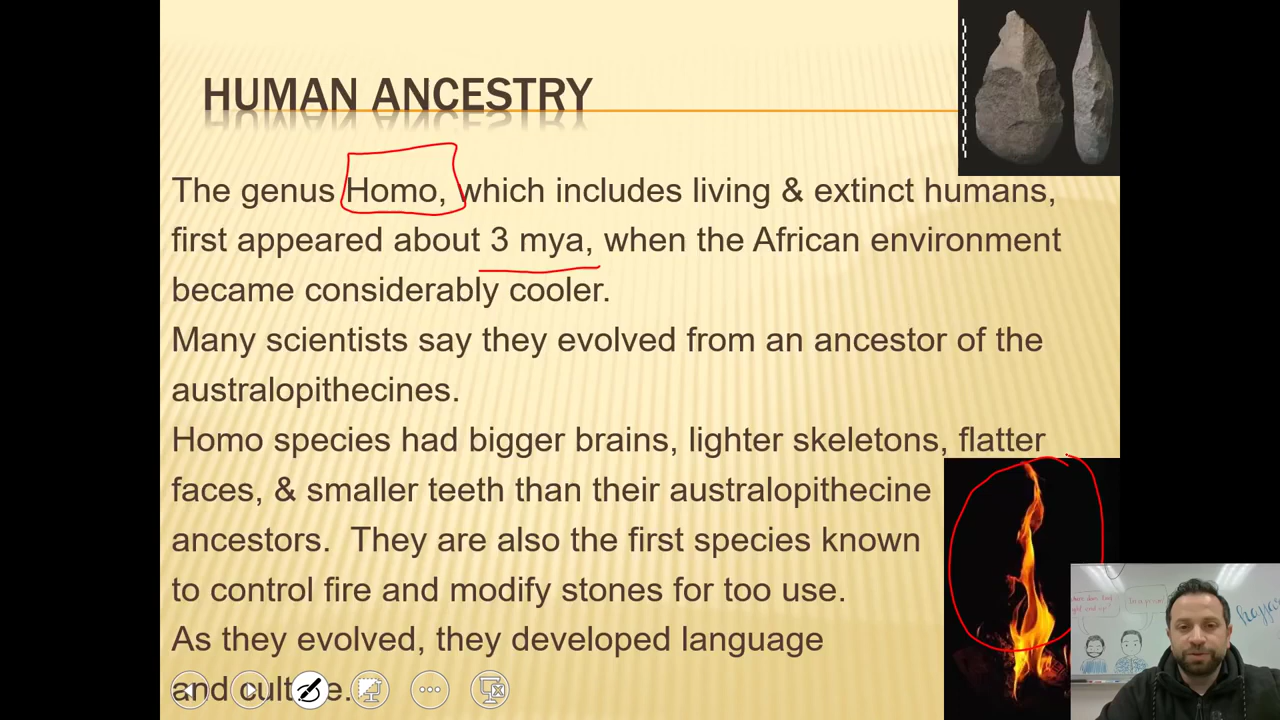 HUMAN ANCESTRY
The genus Homo, which includes living & extinct humans,
first appeared about 3 mya, when the African environment
became considerably cooler.
Many scientists say they evolved from an ancestor of the
australopithecines.
Homo species had bigger brains, lighter skeletons, flatter
faces, & smaller teeth than their australopithecine
ancestors. They are also the first species known
to control fire and modify stones for too use.
As they evolved, they developed language
and culture.